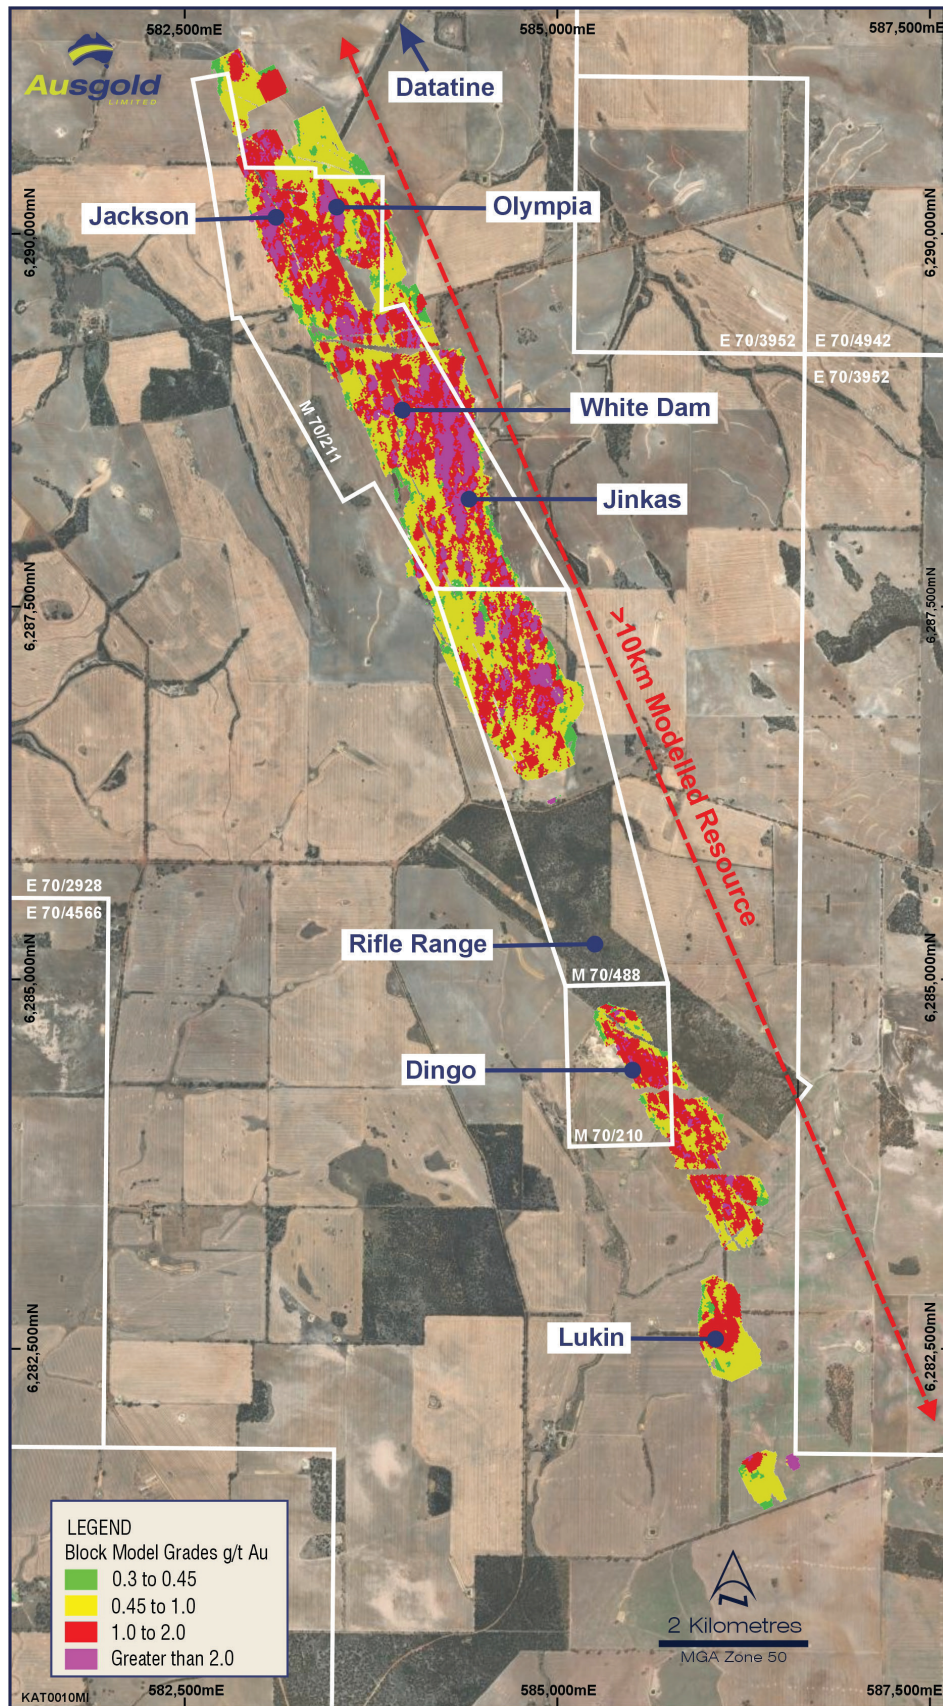 582,500mE
585,000mE
587,500mE
Ausgold
LIMITED
Datatine
Jackson
Olympia
6,290,000mN
6,290,000mN
E 70/3952
E 70/4942
E 70/3952
White Dam
M 70/211
Jinkas
6,287,500mN
6,287,500mN
>10km Modelled Resource
E 70/2928
E 70/4566
Rifle Range
M 70/488
6,285,000mN
6,285,000mN
Dingo
M 70/210
Lukin
6,282,500mN
6,282,500mN
LEGEND
Block Model Grades g/t Au
0.3 to 0.45
0.45 to 1.0
1.0 to 2.0
Greater than 2.0
N
2 Kilometres
MGA Zone 50
KAT0010MI
582,500mE
585,000mE
587,500mE